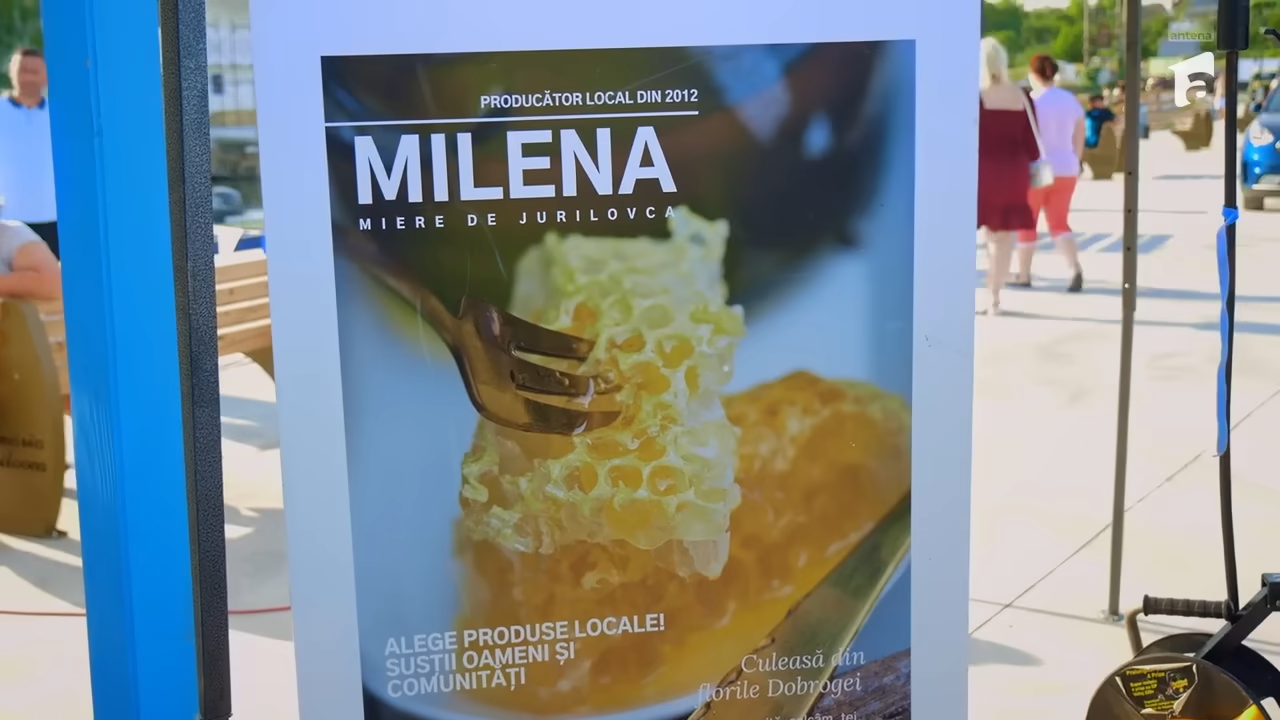 antena
PRODUCĂTOR LOCAL DIN 2012
MILENA
MIERE DE JURILOVCA
ALEGE PRODUSE LOCALE!
SUSȚII OAMENI ȘI
COMUNITĂȚI
Culeasă din
florile Dobrogei